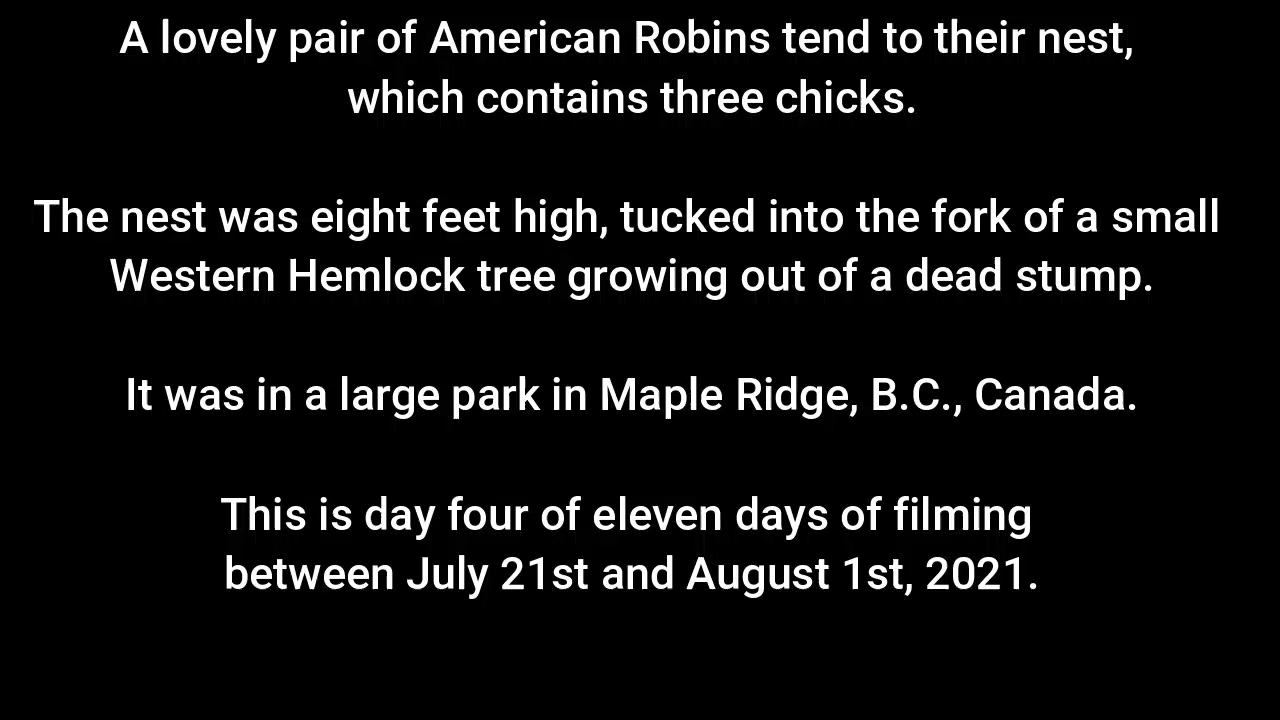 A lovely pair of American Robins tend to their nest,
which contains three chicks.
The nest was eight feet high, tucked into the fork of a small
Western Hemlock tree growing out of a dead stump.
It was in a large park in Maple Ridge, B.C., Canada.
This is day four of eleven days of filming
between July 21st and August 1st, 2021.